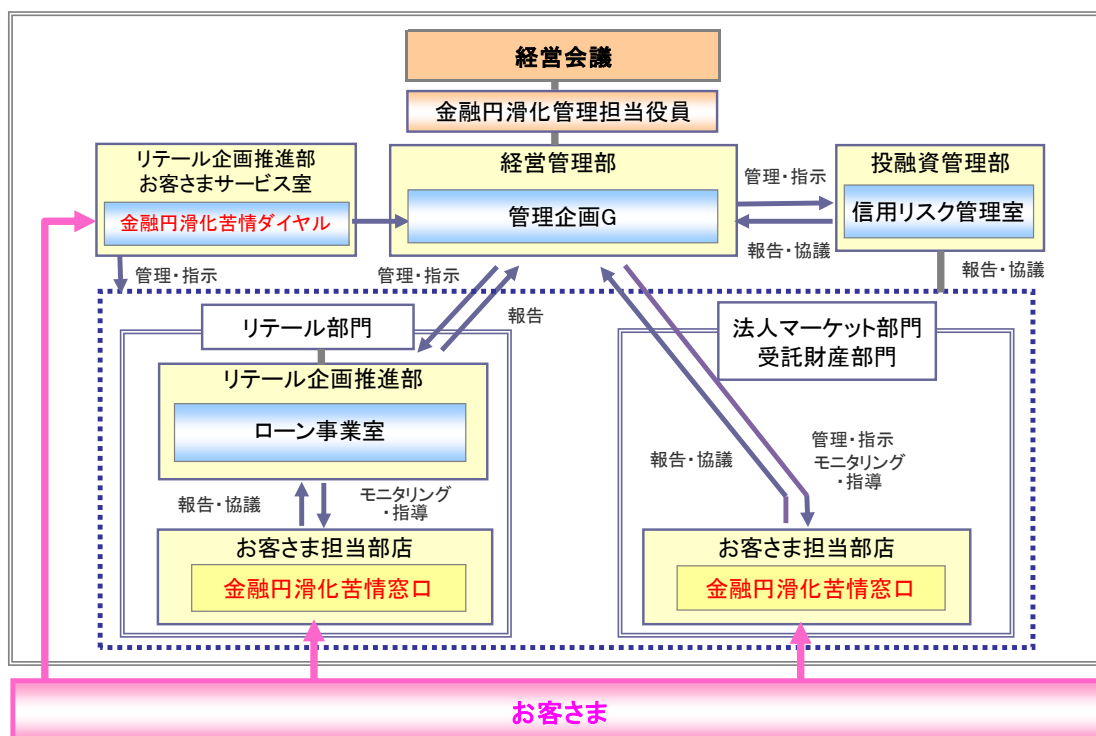 経営会議
金融円滑化管理担当役員
リテール企画推進部
お客さまサービス室
金融円滑化苦情ダイヤル
経営管理部
管理企画G
投融資管理部
信用リスク管理室
管理・指示
報告・協議
管理・指示
管理・指示
報告
報告・協議
リテール部門
リテール企画推進部
ローン事業室
報告・協議
モニタリング
・指導
お客さま担当部店
金融円滑化苦情窓口
法人マーケット部門
受託財産部門
報告・協議
管理・指示
モニタリング
・指導
お客さま担当部店
金融円滑化苦情窓口
お客さま